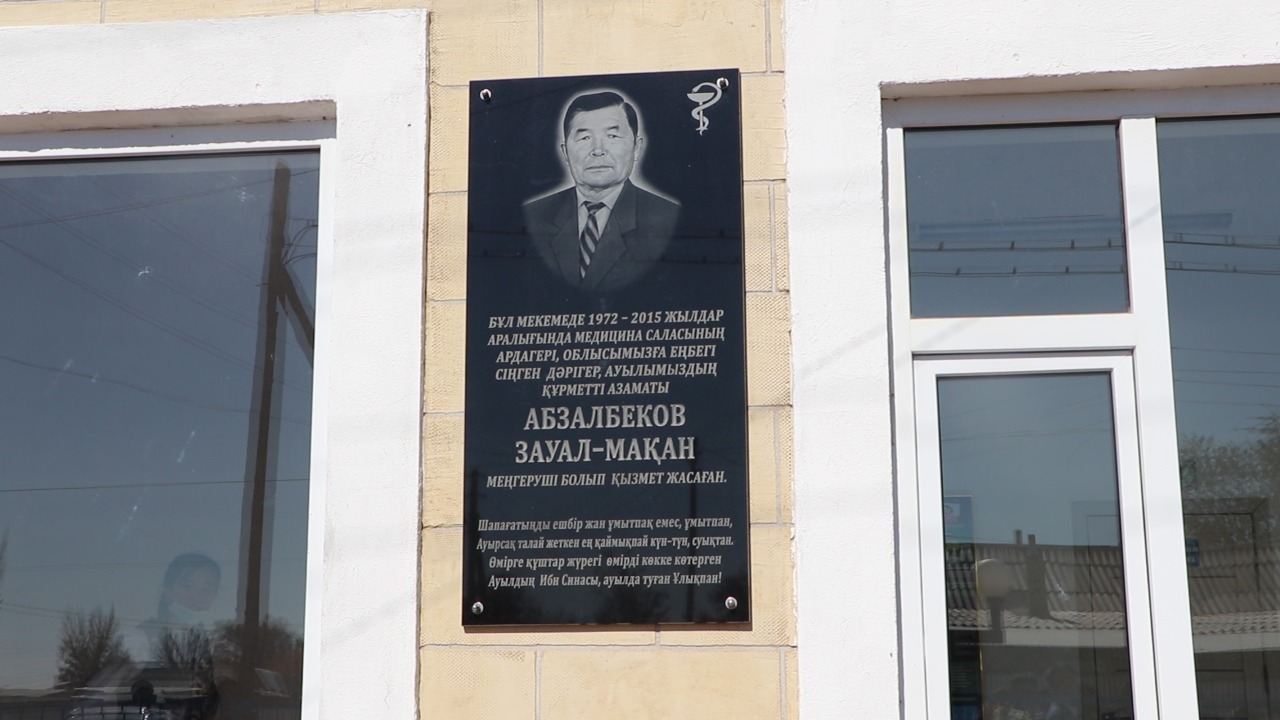 БҰЛ МЕКЕМЕДЕ 1972 – 2015 ЖЫЛДАР
АРАЛЫҒЫНДА МЕДИЦИНА САЛАСЫНЫҢ
АРДАГЕРІ, ОБЛЫСЫМЫЗҒА ЕҢБЕГІ
СІҢГЕН ДӘРІГЕР, АУЫЛЫМЫЗДЫҢ
ҚҰРМЕТТІ АЗАМАТЫ
АБЗАЛБЕКОВ
ЗАУАЛ-МАҚАН
МЕҢГЕРУШІ БОЛЫП ҚЫЗМЕТ ЖАСАҒАН.
Шапағатыңды ешбір жан ұмытпақ емес, ұмытпан,
Ауырсақ талай жеткен ең қаймықпай күн-түн, суықтан.
Өмірге құштар жүрегі өмірді көкке көтерген
Ауылдың Ибн Синасы, ауылда туған Ұлықпан!